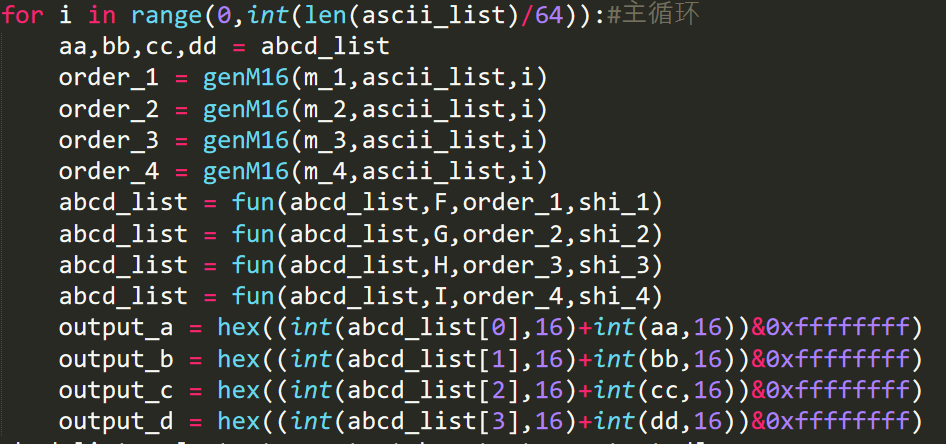 for i in range(0,int(len(ascii_list)/64)):#主循环
    aa,bb,cc,dd = abcd_list
    order_1 = genM16(m_1,ascii_list,i)
    order_2 = genM16(m_2,ascii_list,i)
    order_3 = genM16(m_3,ascii_list,i)
    order_4 = genM16(m_4,ascii_list,i)
    abcd_list = fun(abcd_list,F,order_1,shi_1)
    abcd_list = fun(abcd_list,G,order_2,shi_2)
    abcd_list = fun(abcd_list,H,order_3,shi_3)
    abcd_list = fun(abcd_list,I,order_4,shi_4)
    output_a = hex((int(abcd_list[0],16)+int(aa,16))&0xffffffff)
    output_b = hex((int(abcd_list[1],16)+int(bb,16))&0xffffffff)
    output_c = hex((int(abcd_list[2],16)+int(cc,16))&0xffffffff)
    output_d = hex((int(abcd_list[3],16)+int(dd,16))&0xffffffff)